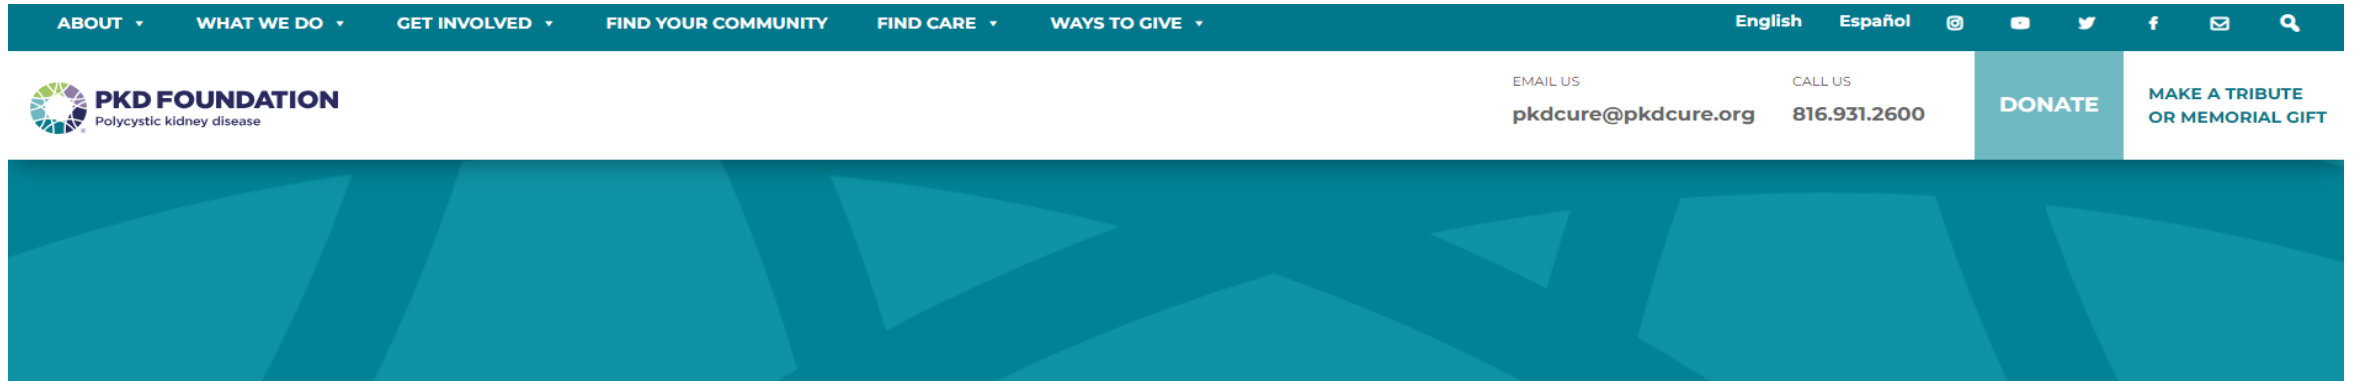 ABOUT WHAT WE DO GET INVOLVED FIND YOUR COMMUNITY FIND CARE WAYS TO GIVE English Español
PKD FOUNDATION
Polycystic kidney disease
EMAIL US
pkdcure@pkdcure.org
CALL US
816.931.2600
DONATE
MAKE A TRIBUTE
OR MEMORIAL GIFT